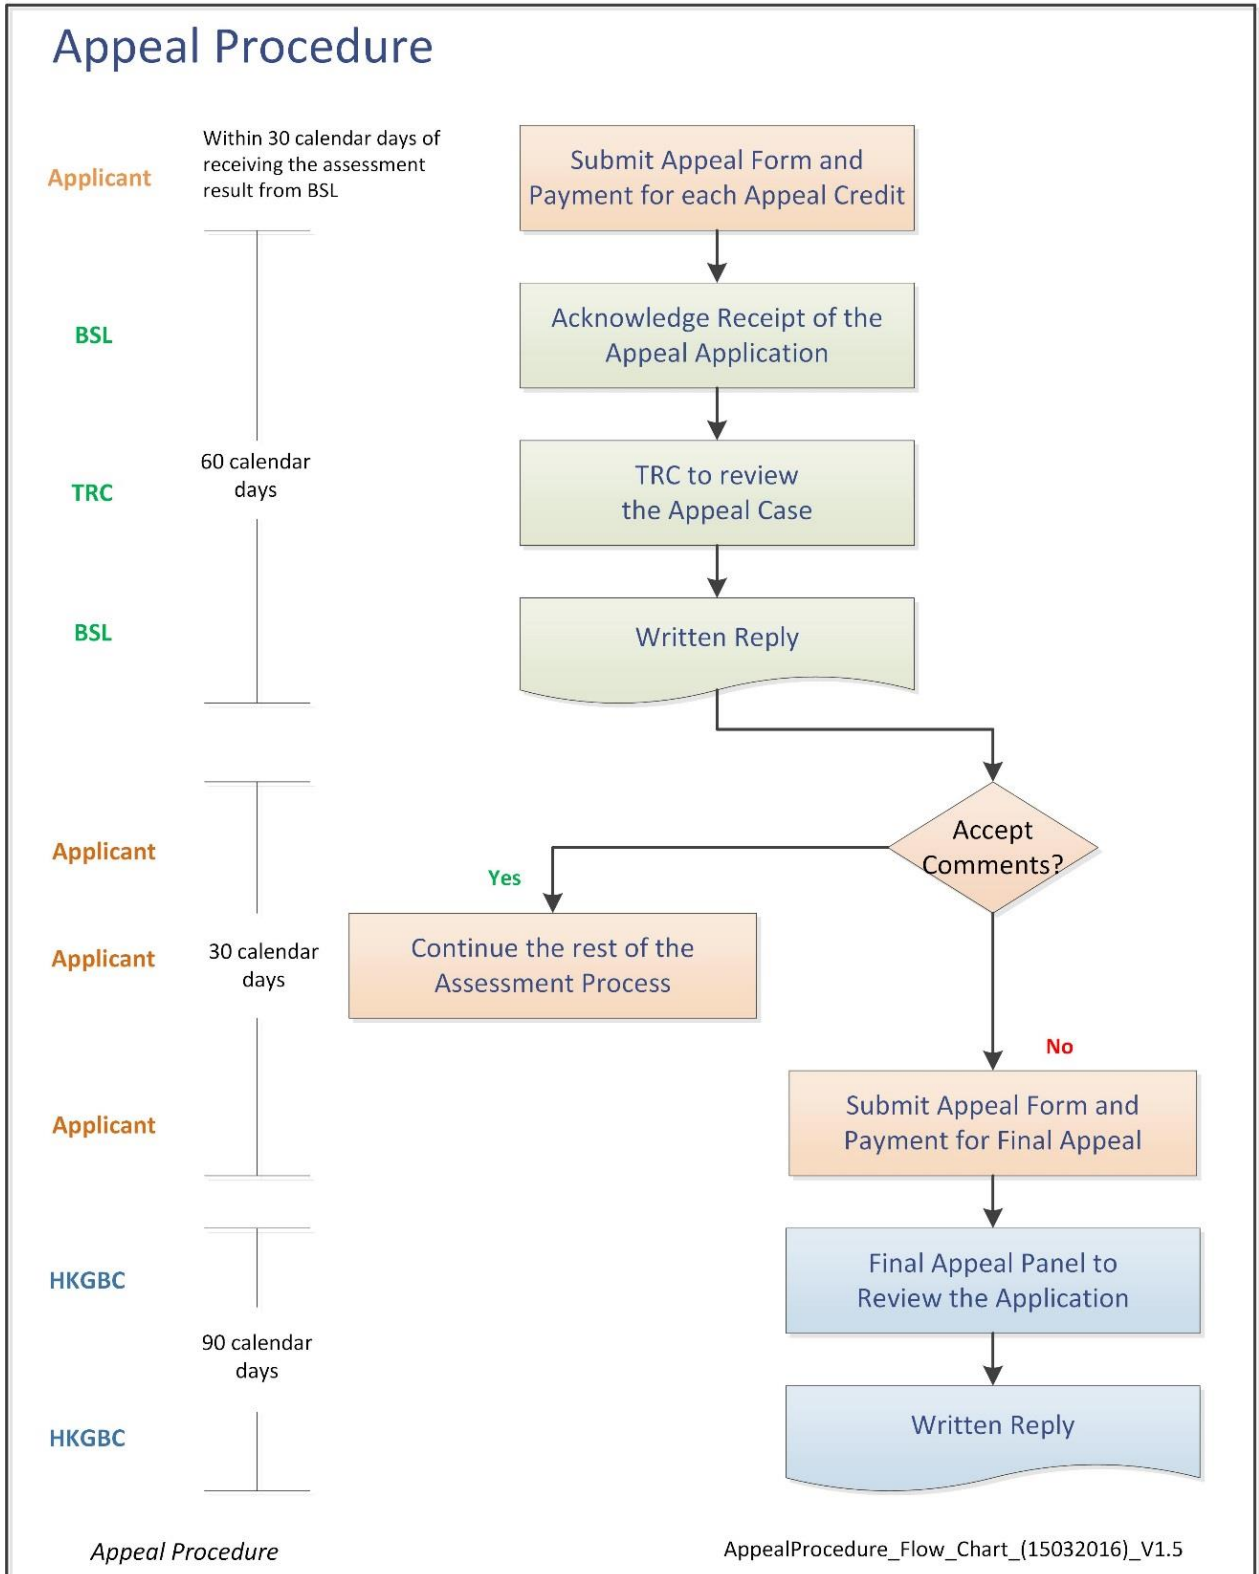 Appeal Procedure
Applicant
Within 30 calendar days of
receiving the assessment
result from BSL
Submit Appeal Form and
Payment for each Appeal Credit
BSL
Acknowledge Receipt of the
Appeal Application
60 calendar
days
TRC
TRC to review
the Appeal Case
BSL
Written Reply
Applicant
Accept
Comments?
Yes
Applicant
30 calendar
days
Continue the rest of the
Assessment Process
No
Applicant
Submit Appeal Form and
Payment for Final Appeal
HKGBC
Final Appeal Panel to
Review the Application
90 calendar
days
HKGBC
Written Reply
Appeal Procedure
AppealProcedure_Flow_Chart_(15032016)_V1.5